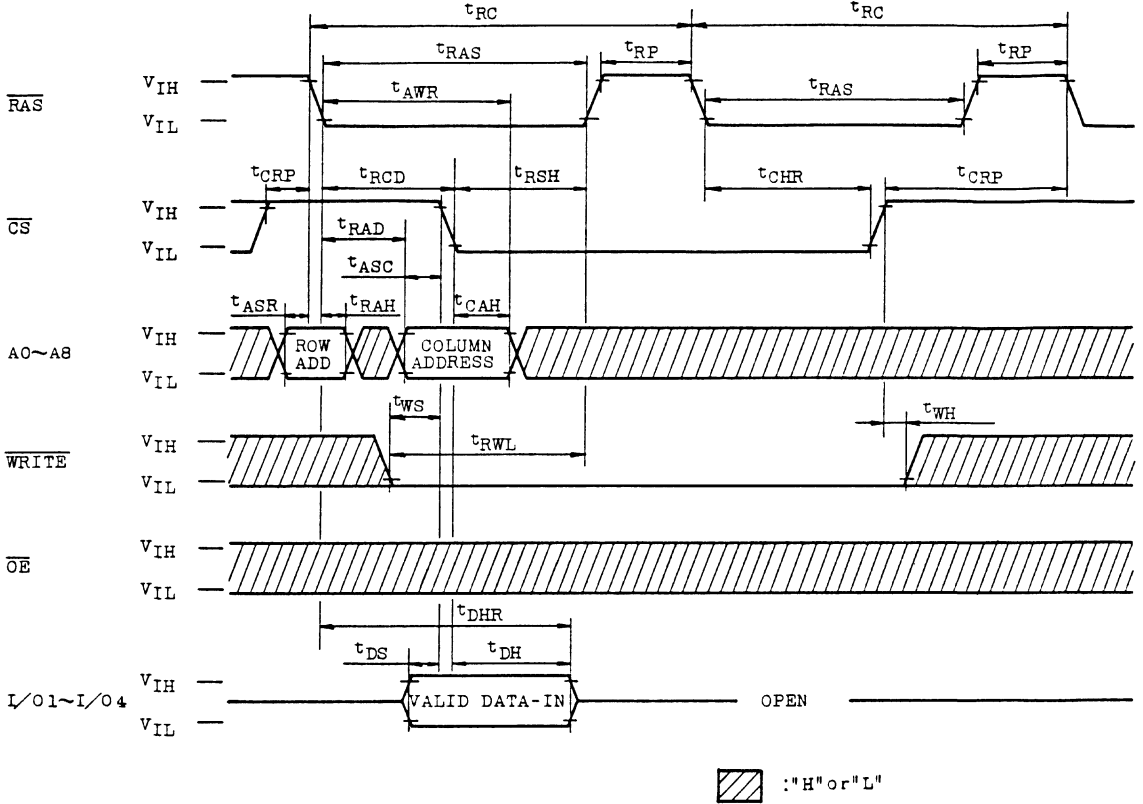 tRC tRC
tRAS tRP tRP
tAWR tRAS
RAS VIH
VIL
tCRP tRCD tRSH tCHR tCRP
CS VIH
VIL
tRAD
tASC
tASR tRAH tCAH
A0~A8 VIH
VIL
ROW ADD
COLUMN ADDRESS
tWS tWH
tRWL
WRITE VIH
VIL
OE VIH
VIL
tDHR
tDS tDH
I/O1~I/O4 VIH
VIL
VALID DATA-IN OPEN
:"H"or"L"